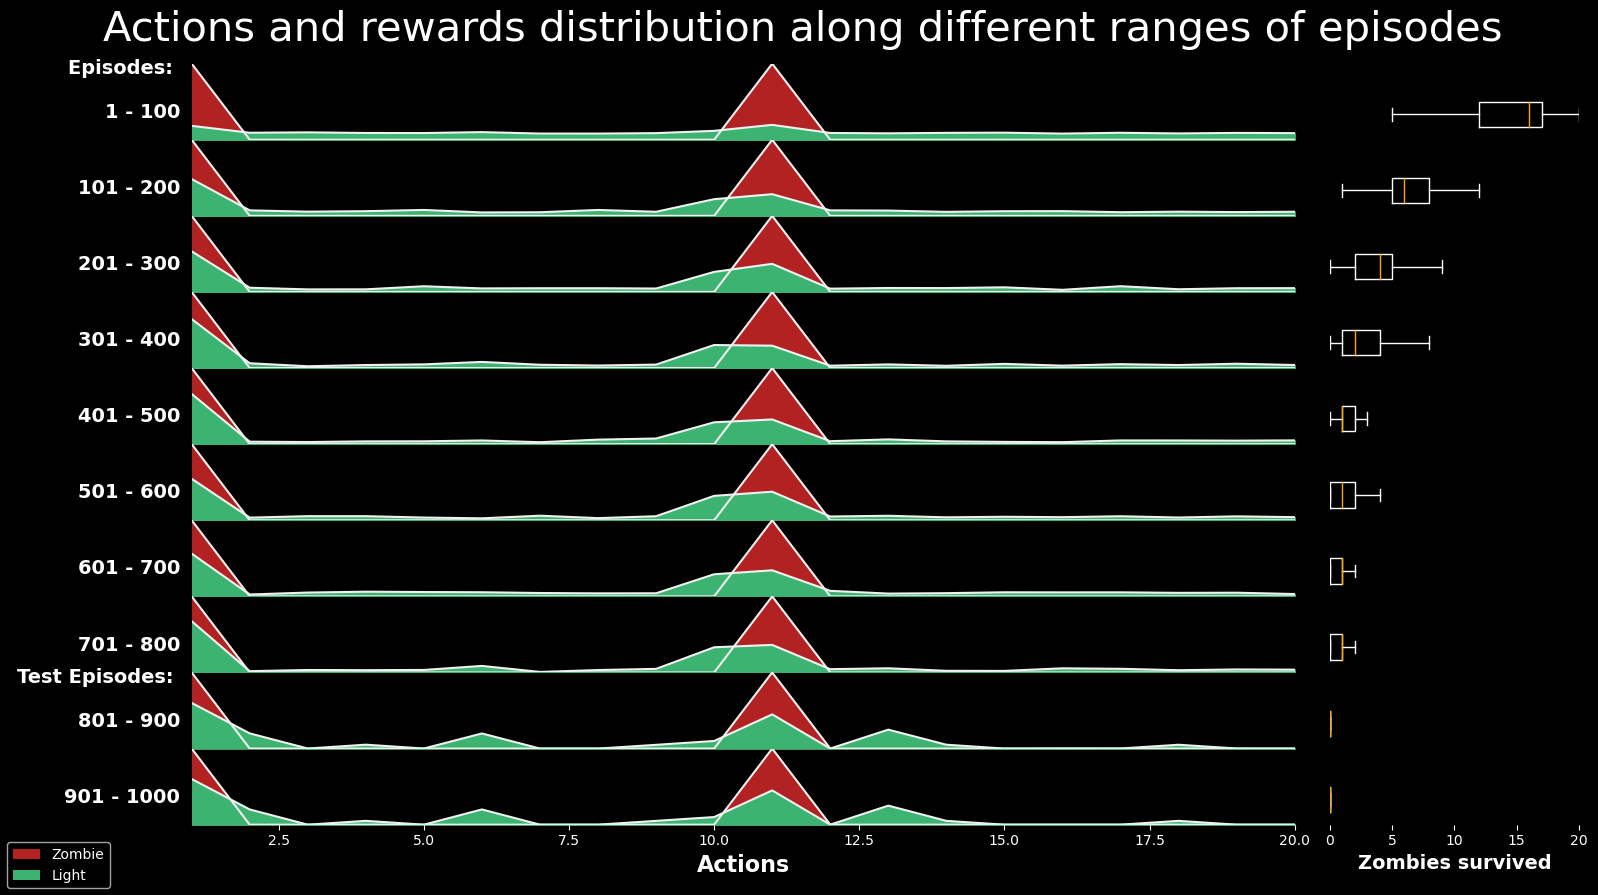 Actions and rewards distribution along different ranges of episodes
Episodes:
1 - 100
101 - 200
201 - 300
301 - 400
401 - 500
501 - 600
601 - 700
701 - 800
Test Episodes:
801 - 900
901 - 1000
2.5 5.0 7.5 10.0 12.5 15.0 17.5 20.0
0 5 10 15 20
Actions
Zombies survived
Zombie
Light